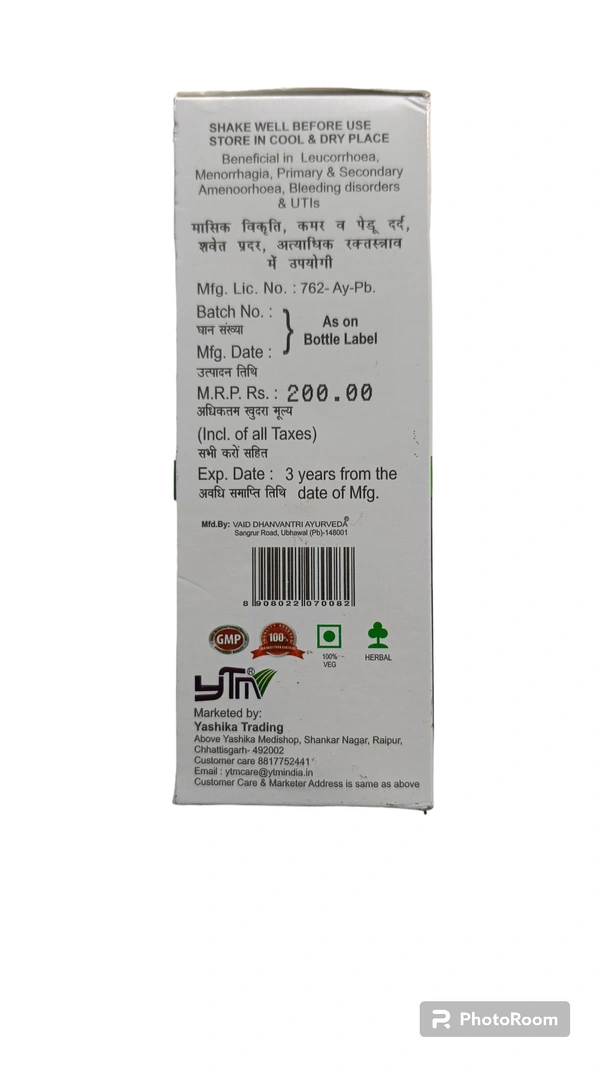 SHAKE WELL BEFORE USE
STORE IN COOL & DRY PLACE
Beneficial in Leucorrhoea,
Menorrhagia, Primary & Secondary
Amenoorhoea, Bleeding disorders
& UTIs
मासिक विकृति, कमर व पेडू दर्द,
शवेत प्रदर, अत्याधिक रक्तस्त्राव
में उपयोगी
Mfg. Lic. No. : 762- Ay-Pb.
Batch No. :
घान संख्या
Mfg. Date :
उत्पादन तिथि
} As on
Bottle Label
M.R.P. Rs. : 200.00
अधिकतम खुदरा मूल्य
(Incl. of all Taxes)
सभी करों सहित
Exp. Date : 3 years from the
अवधि समाप्ति तिथि date of Mfg.
Mfd.By: VAID DHANVANTRI AYURVEDA®
Sangrur Road, Ubhawal (Pb)-148001
8 908022 070082
GMP
100%
100%
VEG
HERBAL
YTM®
Marketed by:
Yashika Trading
Above Yashika Medishop, Shankar Nagar, Raipur,
Chhattisgarh- 492002
Customer care 8817752441
Email : ytmcare@ytmindia.in
Customer Care & Marketer Address is same as above
PhotoRoom